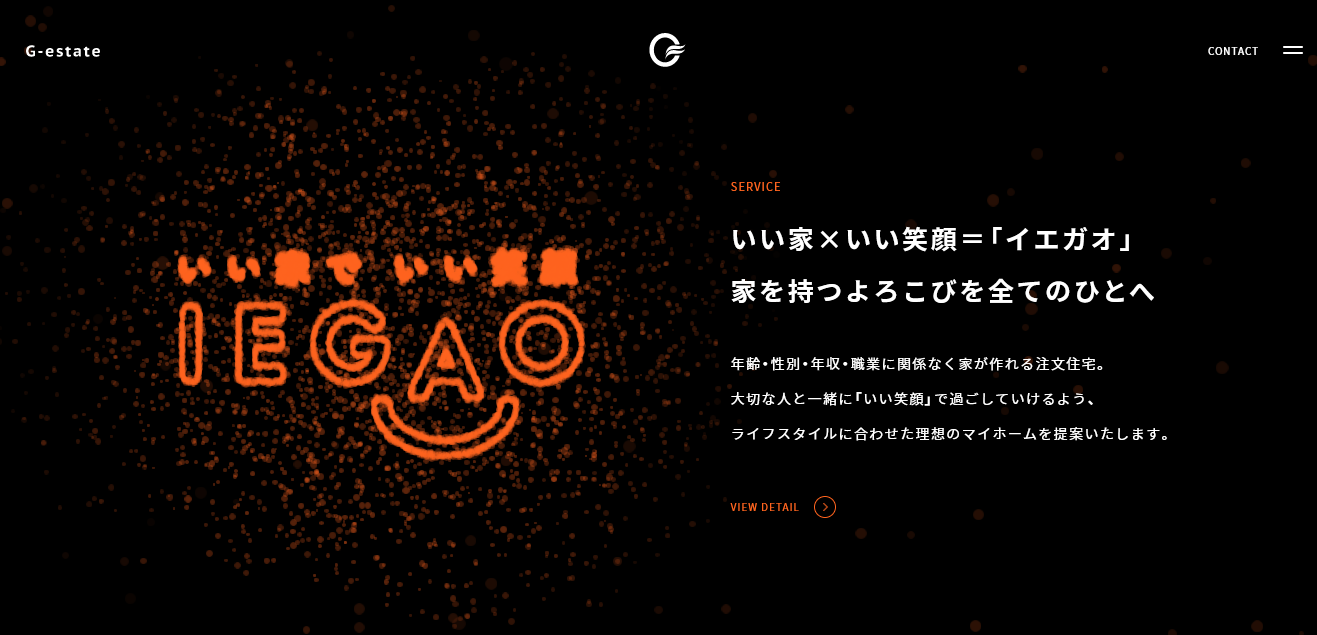 G-estate
CONTACT
いい家で いい笑顔
IEGAO
SERVICE
いい家×いい笑顔=「イエガオ」
家を持つよろこびを全てのひとへ
年齢・性別・年収・職業に関係なく家が作れる注文住宅。
大切な人と一緒に「いい笑顔」で過ごしていけるよう、
ライフスタイルに合わせた理想のマイホームを提案いたします。
VIEW DETAIL